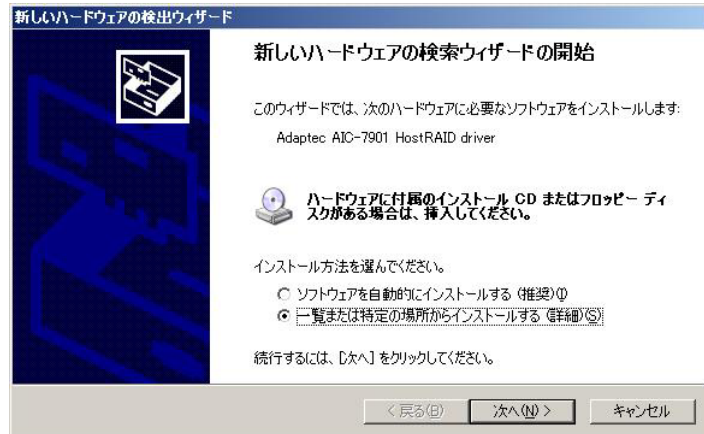 新しいハードウェアの検出ウィザード
新しいハードウェアの検索ウィザードの開始
このウィザードでは、次のハードウェアに必要なソフトウェアをインストールします:
Adaptec AIC-7901 HostRAID driver
ハードウェアに付属のインストール CD またはフロッピー ディ
スクがある場合は、挿入してください。
インストール方法を選んでください。
ソフトウェアを自動的にインストールする (推奨)(I)
一覧または特定の場所からインストールする (詳細)(S)
続行するには、[次へ] をクリックしてください。
< 戻る(B)
次へ(N) >
キャンセル